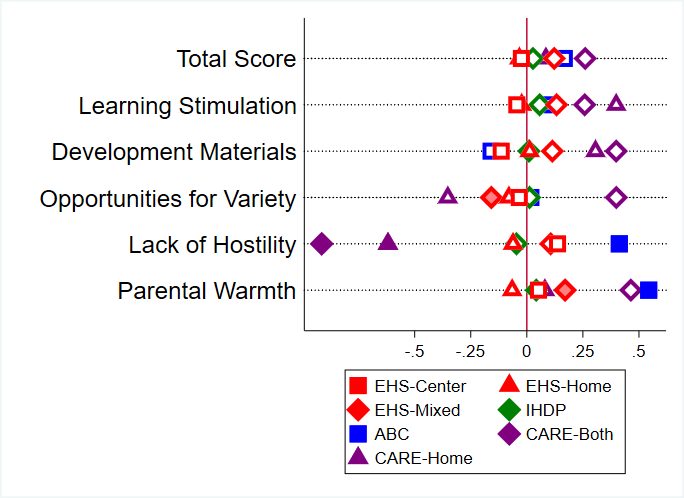 Total Score
Learning Stimulation
Development Materials
Opportunities for Variety
Lack of Hostility
Parental Warmth
-.5 -.25 0 .25 .5
EHS-Center EHS-Home
EHS-Mixed IHDP
ABC CARE-Both
CARE-Home